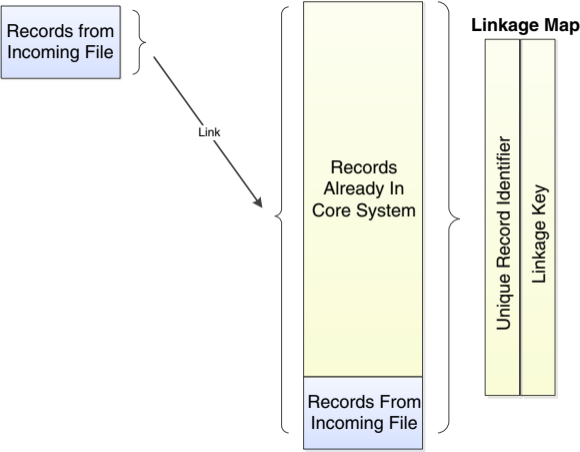 Records from
Incoming File
Link
Records
Already In
Core System
Records From
Incoming File
Linkage Map
Unique Record Identifier
Linkage Key